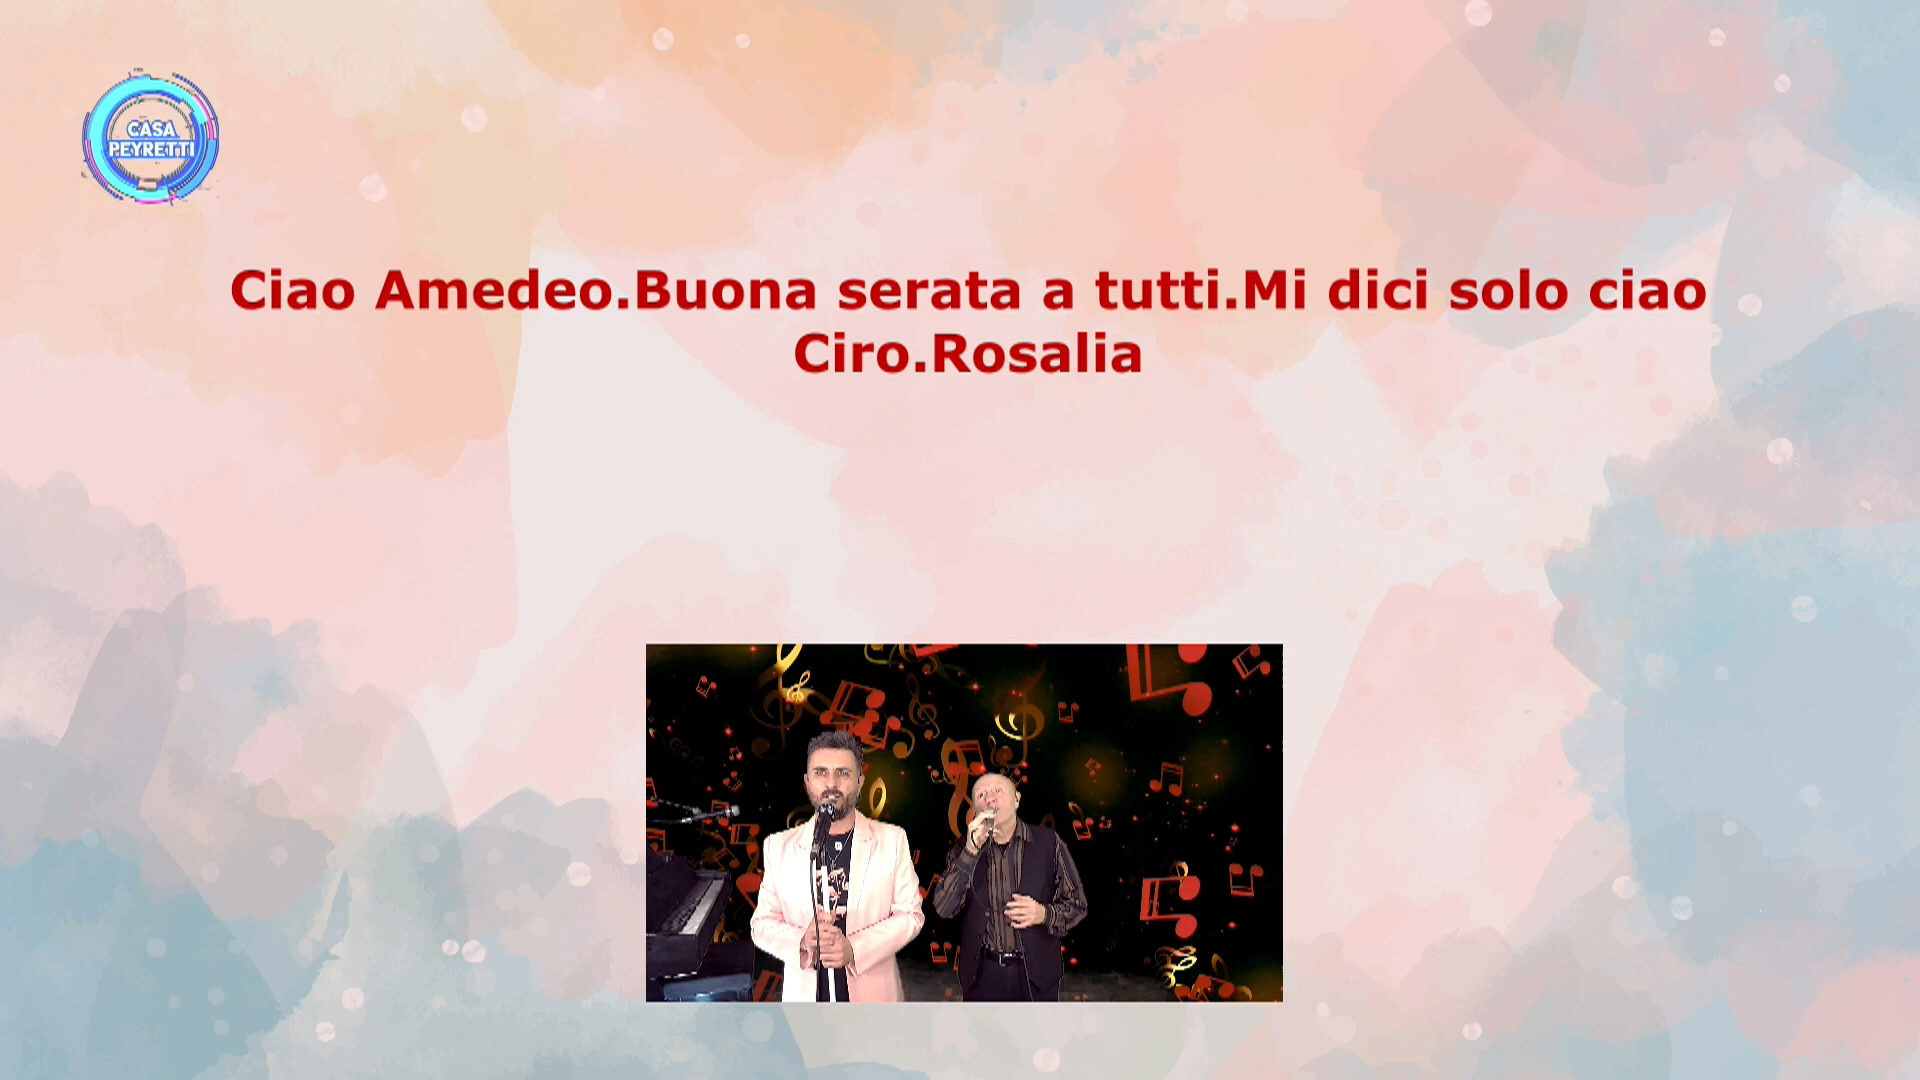 CASA
PEYRETTI
Ciao Amedeo.Buona serata a tutti.Mi dici solo ciao
Ciro.Rosalia